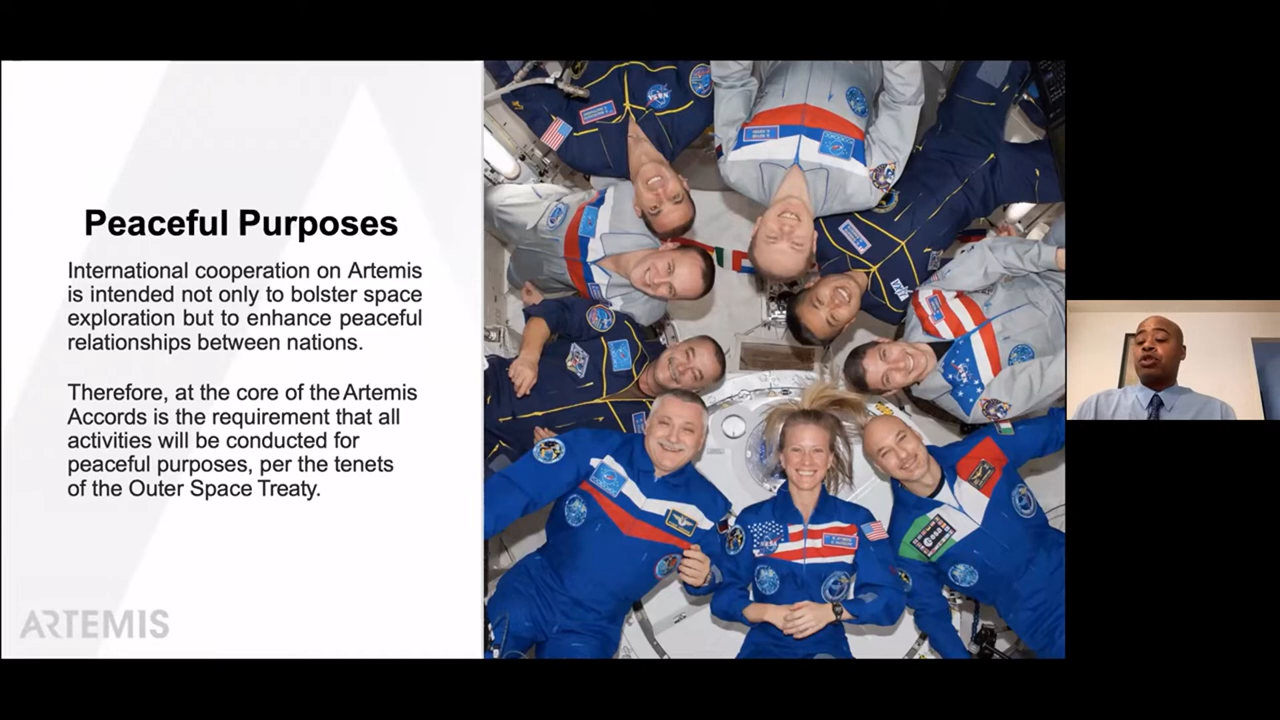 Peaceful Purposes
International cooperation on Artemis
is intended not only to bolster space
exploration but to enhance peaceful
relationships between nations.
Therefore, at the core of the Artemis
Accords is the requirement that all
activities will be conducted for
peaceful purposes, per the tenets
of the Outer Space Treaty.
ARTEMIS